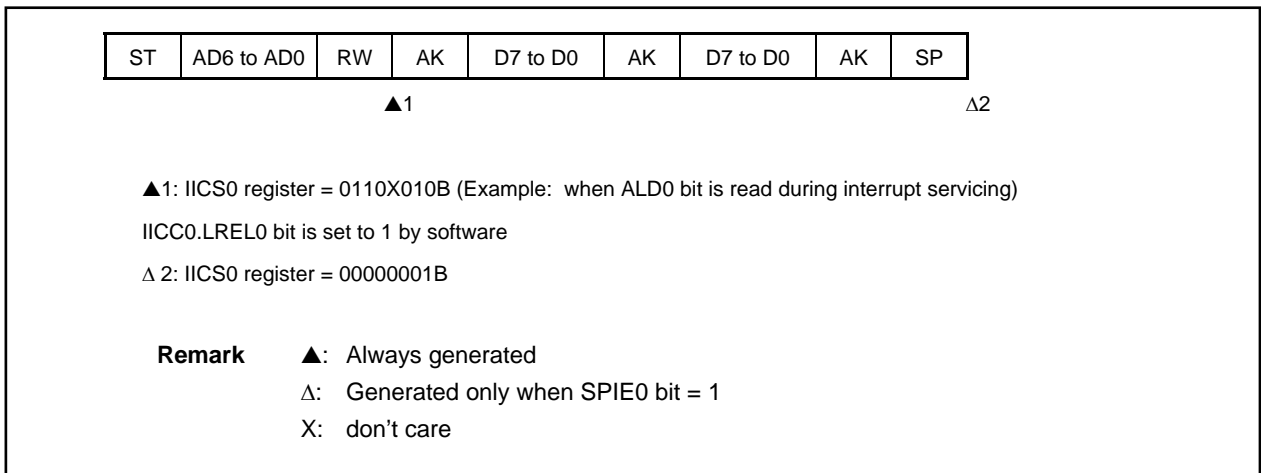 ST AD6 to AD0 RW AK D7 to D0 AK D7 to D0 AK SP
▲1 Δ2
▲1: IICS0 register = 0110X010B (Example: when ALD0 bit is read during interrupt servicing)
IICC0.LREL0 bit is set to 1 by software
Δ 2: IICS0 register = 00000001B
Remark ▲: Always generated
Δ: Generated only when SPIE0 bit = 1
X: don't care